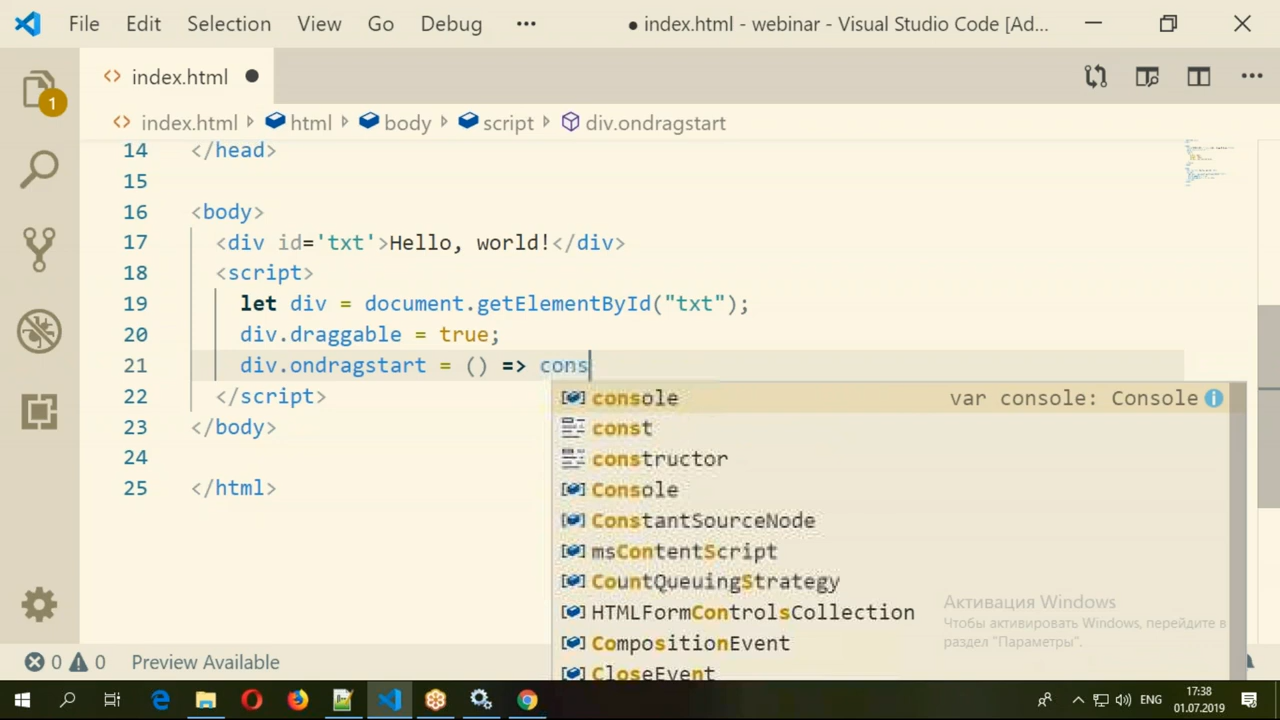 File Edit Selection View Go Debug ••• ● index.html - webinar - Visual Studio Code [Ad...
1
<> index.html ●
<> index.html html body script div.ondragstart
14 </head>
15
16 <body>
17 <div id='txt'>Hello, world!</div>
18 <script>
19 let div = document.getElementById("txt");
20 div.draggable = true;
21 div.ondragstart = () => cons
22 </script>
23 </body>
24
25 </html>
console var console: Console
const
constructor
Console
ConstantSourceNode
msContentScript
CountQueuingStrategy
HTMLFormControlsCollection
CompositionEvent
CloseEvent
Активация Windows
Чтобы активировать Windows, перейдите в
раздел "Параметры".
0 0 Preview Available
ENG 17:38
01.07.2019